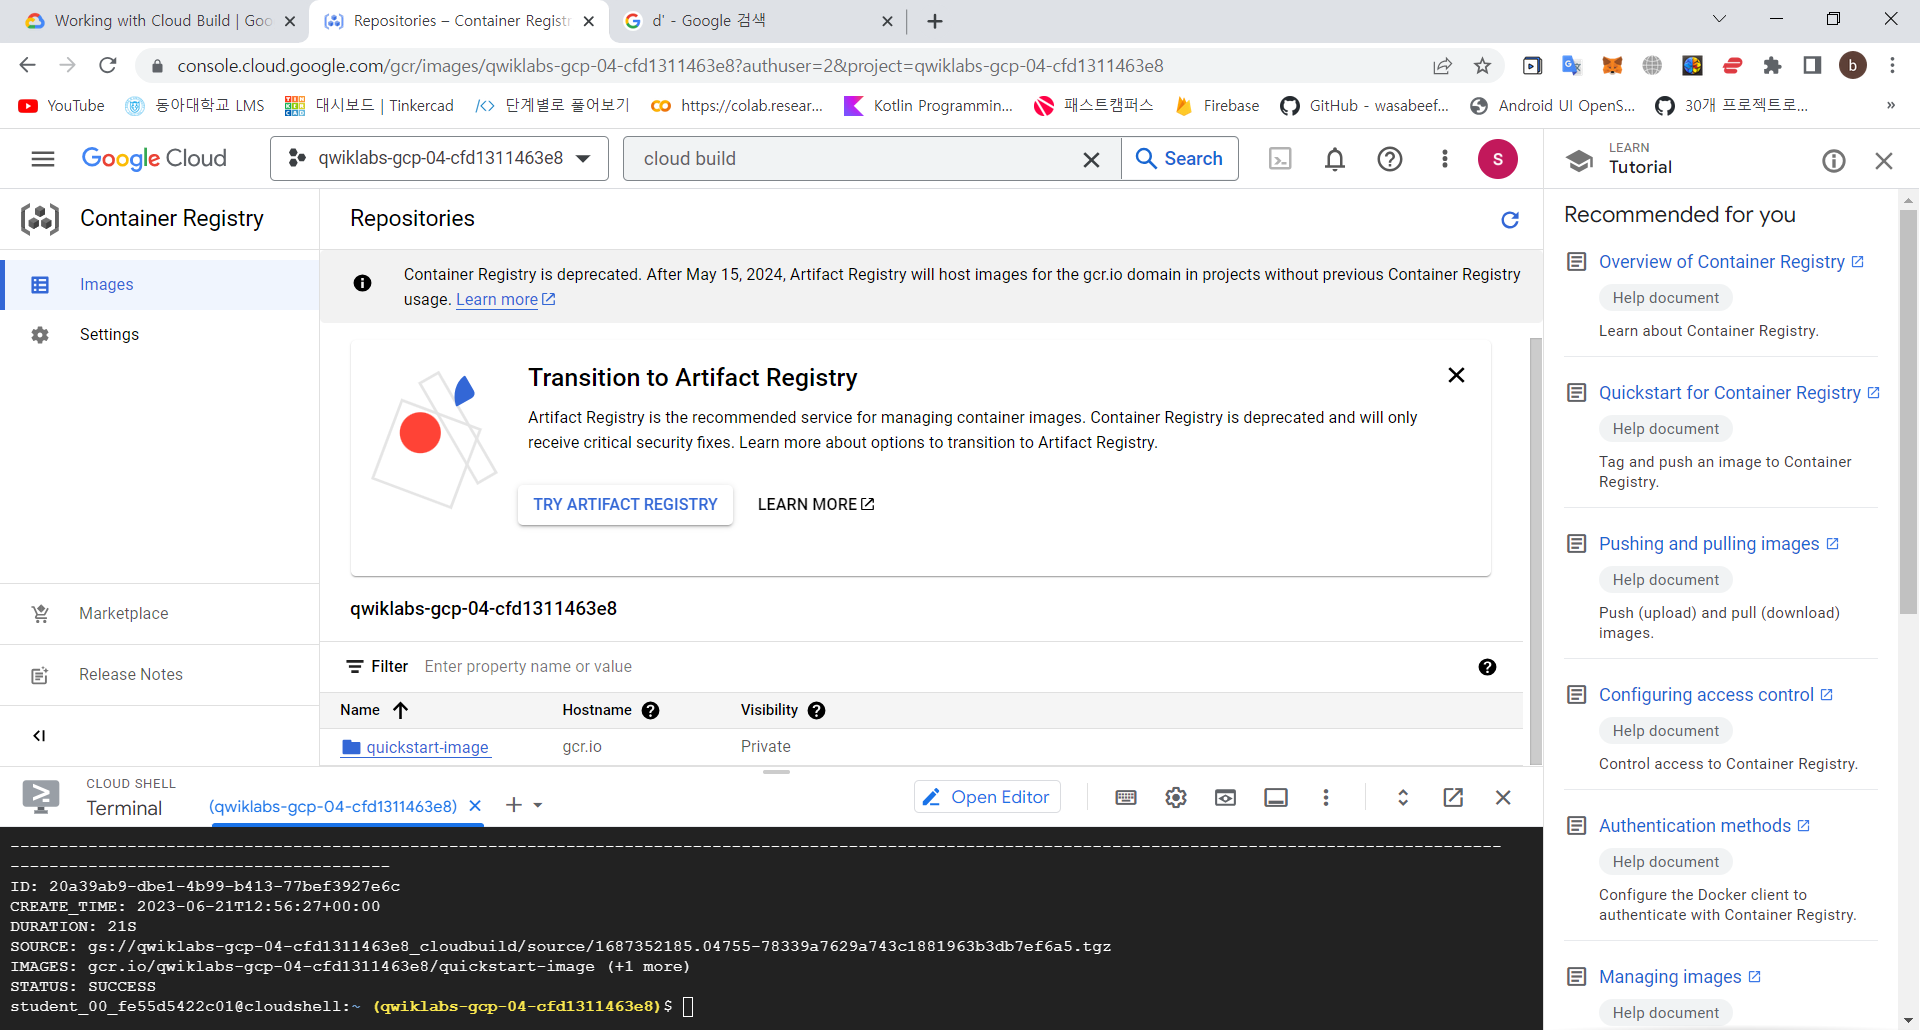 Working with Cloud Build | Goo
Repositories – Container Registr
d' - Google 검색
console.cloud.google.com/gcr/images/qwiklabs-gcp-04-cfd1311463e8?authuser=2&project=qwiklabs-gcp-04-cfd1311463e8
b
YouTube
동아대학교 LMS
대시보드 | Tinkercad
단계별로 풀어보기
https://colab.resear...
Kotlin Programmin...
패스트캠퍼스
Firebase
GitHub - wasabeef...
Android UI OpenS...
30개 프로젝트로...
»
Google Cloud
qwiklabs-gcp-04-cfd1311463e8
cloud build
Search
S
LEARN
Tutorial
Container Registry
Images
Settings
Marketplace
Release Notes
Repositories
Container Registry is deprecated. After May 15, 2024, Artifact Registry will host images for the gcr.io domain in projects without previous Container Registry
usage. Learn more
Transition to Artifact Registry
Artifact Registry is the recommended service for managing container images. Container Registry is deprecated and will only
receive critical security fixes. Learn more about options to transition to Artifact Registry.
TRY ARTIFACT REGISTRY
LEARN MORE
qwiklabs-gcp-04-cfd1311463e8
Filter Enter property name or value
Name Hostname Visibility
quickstart-image gcr.io Private
Recommended for you
Overview of Container Registry
Help document
Learn about Container Registry.
Quickstart for Container Registry
Help document
Tag and push an image to Container
Registry.
Pushing and pulling images
Help document
Push (upload) and pull (download)
images.
Configuring access control
Help document
Control access to Container Registry.
Authentication methods
Help document
Configure the Docker client to
authenticate with Container Registry.
Managing images
Help document
CLOUD SHELL
Terminal
(qwiklabs-gcp-04-cfd1311463e8)
Open Editor
ID: 20a39ab9-dbe1-4b99-b413-77bef3927e6c
CREATE_TIME: 2023-06-21T12:56:27+00:00
DURATION: 21S
SOURCE: gs://qwiklabs-gcp-04-cfd1311463e8_cloudbuild/source/1687352185.04755-78339a7629a743c1881963b3db7ef6a5.tgz
IMAGES: gcr.io/qwiklabs-gcp-04-cfd1311463e8/quickstart-image (+1 more)
STATUS: SUCCESS
student_00_fe55d5422c01@cloudshell:~ (qwiklabs-gcp-04-cfd1311463e8)$